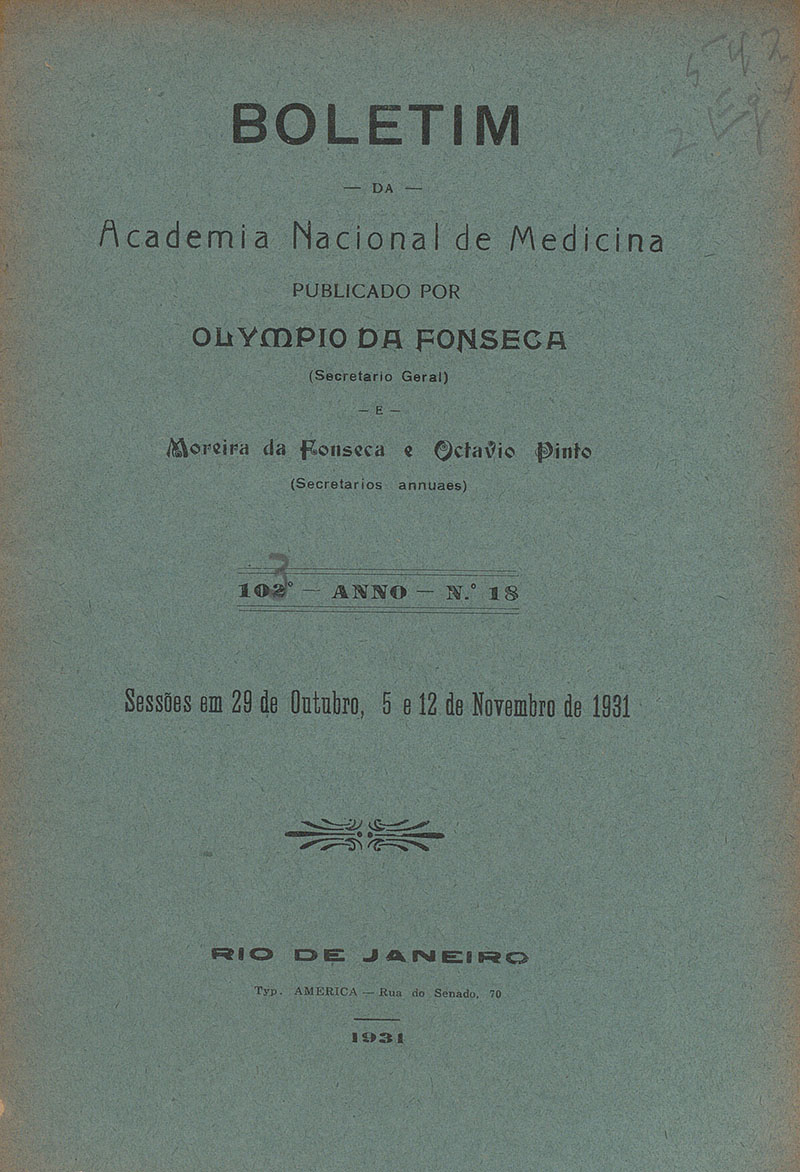 BOLETIM
— DA —
Academia Nacional de Medicina
PUBLICADO POR
OLYMPIO DA FONSECA
(Secretario Geral)
— E —
Moreira da Fonseca e Octavio Pinto
(Secretarios annuaes)
3
102° — ANNO — N.° 18
Sessões em 29 de Outubro, 5 e 12 de Novembro de 1931
RIO DE JANEIRO
Typ. AMERICA — Rua do Senado, 70
1931